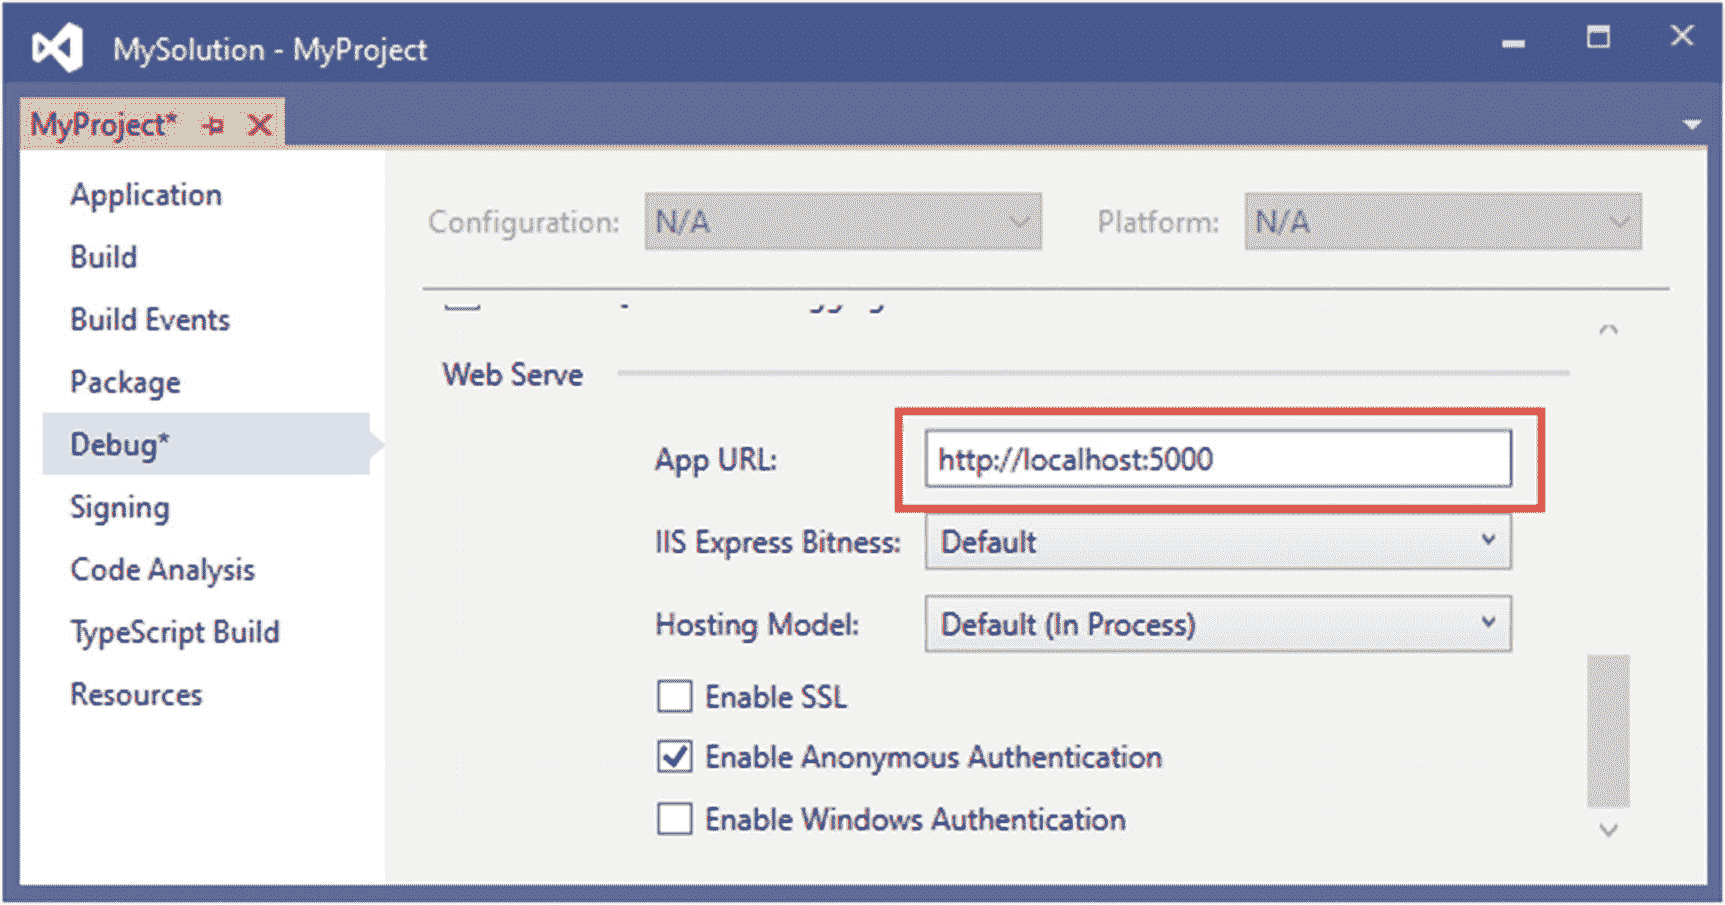 MySolution - MyProject
MyProject*
Application
Build
Build Events
Package
Debug*
Signing
Code Analysis
TypeScript Build
Resources
Configuration: N/A Platform: N/A
Web Serve
App URL: http://localhost:5000
IIS Express Bitness: Default
Hosting Model: Default (In Process)
Enable SSL
Enable Anonymous Authentication
Enable Windows Authentication